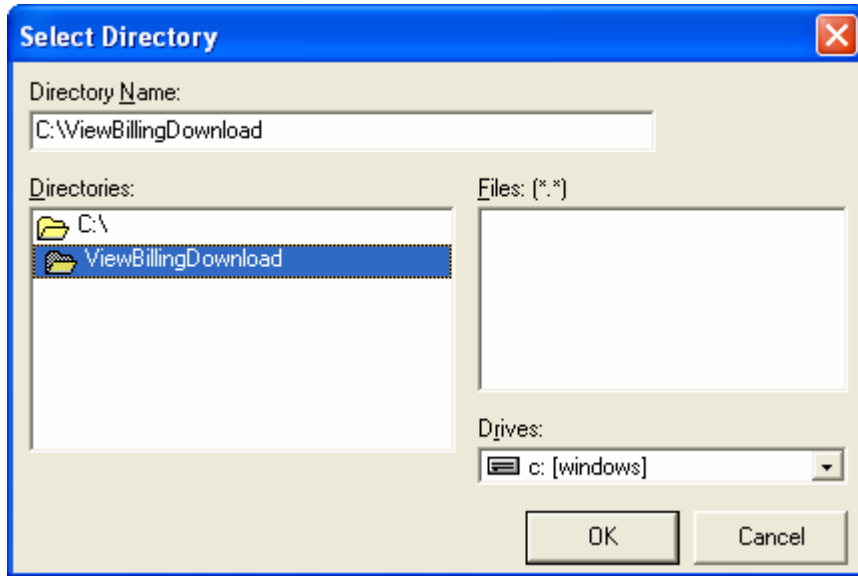 Select Directory
Directory Name:
C:\ViewBillingDownload
Directories:
C:\
ViewBillingDownload
Files: (*.*)
Drives:
c: [windows]
OK
Cancel